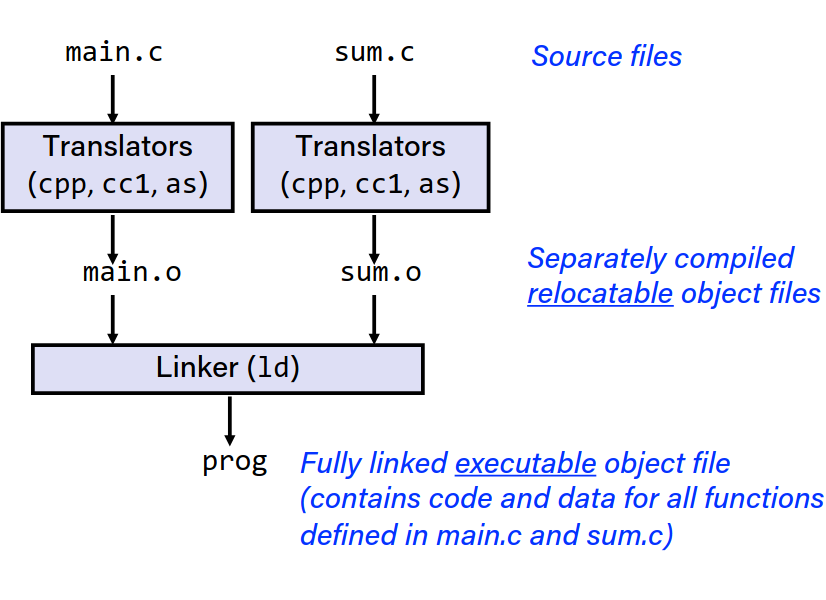 main.c
sum.c
Source files
Translators
(cpp, cc1, as)
Translators
(cpp, cc1, as)
main.o
sum.o
Separately compiled
relocatable object files
Linker (ld)
prog
Fully linked executable object file
(contains code and data for all functions
defined in main.c and sum.c)